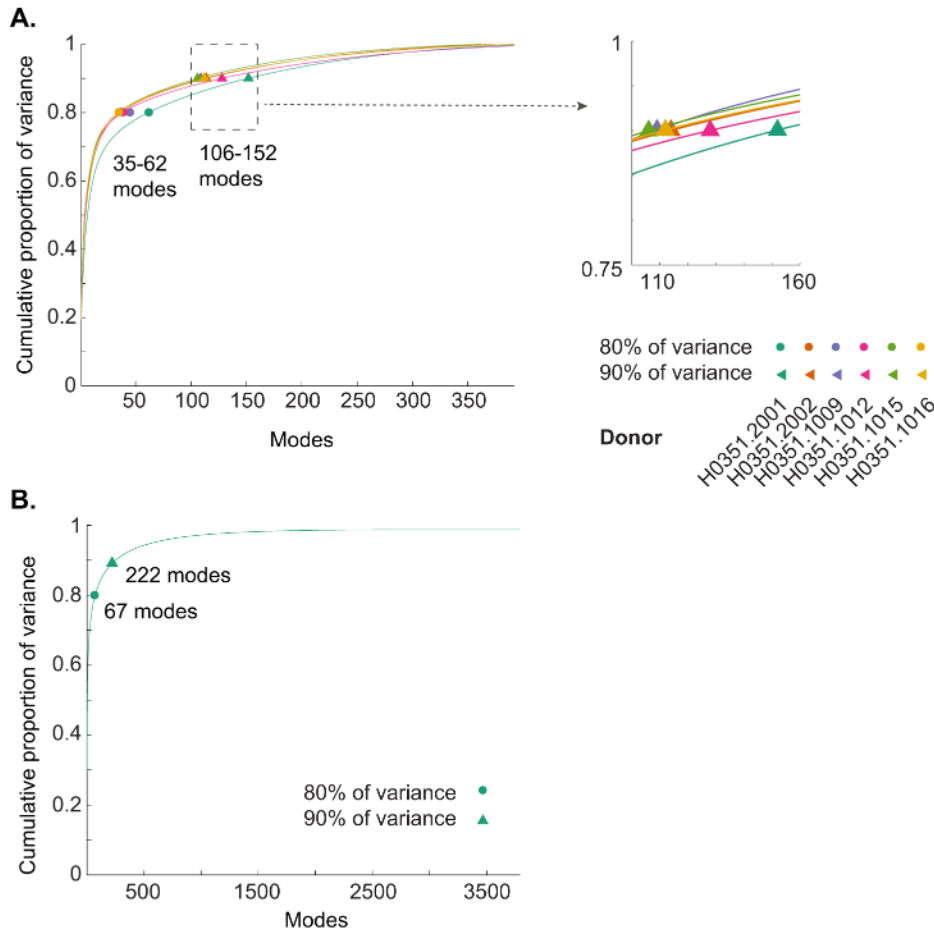 A.
Cumulative proportion of variance
1
0.8
0.6
0.4
0.2
0
35-62
modes
106-152
modes
50 100 150 200 250 300 350
Modes
1
0.75
110 160
80% of variance
90% of variance
Donor
H0351.2001
H0351.2002
H0351.1009
H0351.1012
H0351.1015
H0351.1016
B.
Cumulative proportion of variance
1
0.8
0.6
0.4
0.2
0
222 modes
67 modes
80% of variance
90% of variance
500 1500 2500 3500
Modes